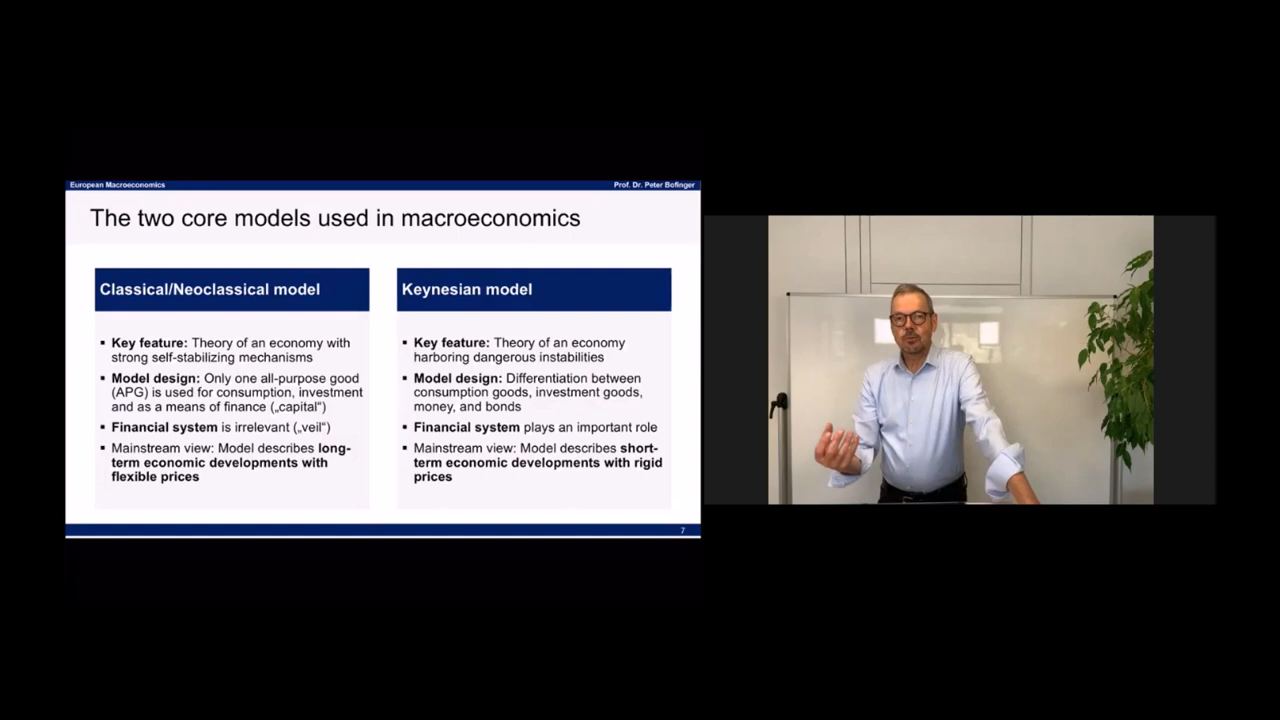 European Macroeconomics
Prof. Dr. Peter Bofinger
The two core models used in macroeconomics
Classical/Neoclassical model
▪ Key feature: Theory of an economy with
strong self-stabilizing mechanisms
▪ Model design: Only one all-purpose good
(APG) is used for consumption, investment
and as a means of finance („capital“)
▪ Financial system is irrelevant („veil“)
▪ Mainstream view: Model describes long-
term economic developments with
flexible prices
Keynesian model
▪ Key feature: Theory of an economy
harboring dangerous instabilities
▪ Model design: Differentiation between
consumption goods, investment goods,
money, and bonds
▪ Financial system plays an important role
▪ Mainstream view: Model describes short-
term economic developments with rigid
prices
7